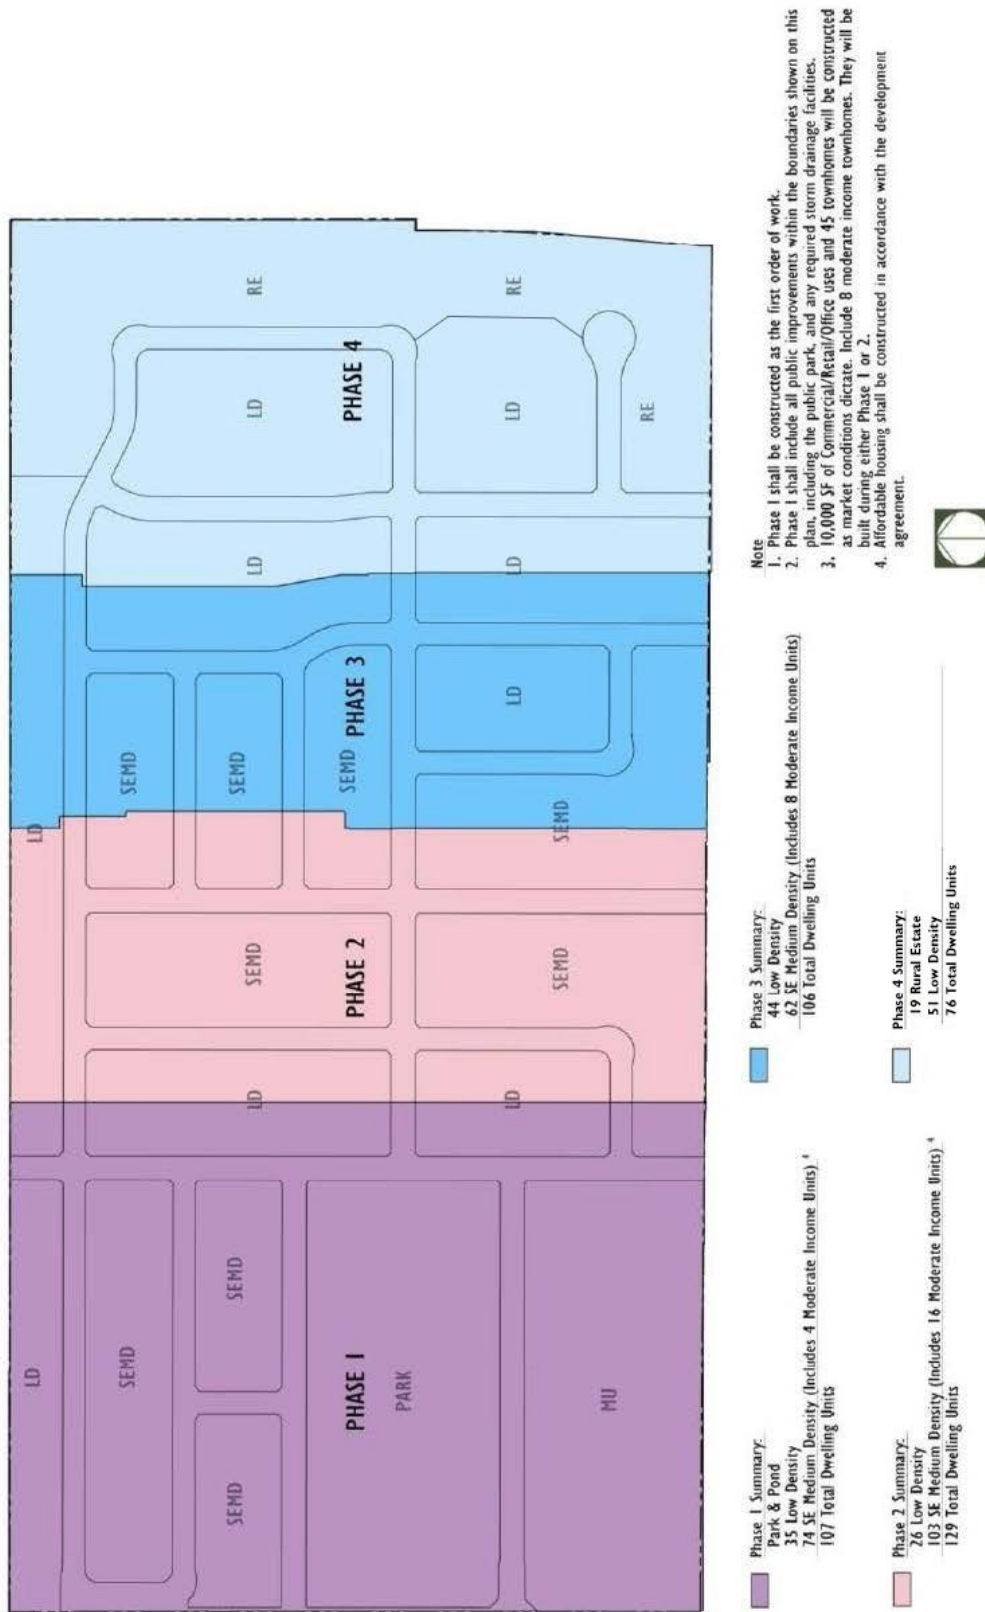 LD
SEMD
SEMD
SEMD
PHASE 1
PARK
MU
LD
LD
SEMD
PHASE 2
SEMD
LD
SEMD
SEMD
SEMD
PHASE 3
SEMD
LD
LD
LD
LD
PHASE 4
LD
RE
RE
RE
Phase 1 Summary:
Park & Pond
35 Low Density
74 SE Medium Density (Includes 4 Moderate Income Units) 4
107 Total Dwelling Units
Phase 2 Summary:
26 Low Density
103 SE Medium Density (Includes 16 Moderate Income Units) 4
129 Total Dwelling Units
Phase 3 Summary:
44 Low Density
62 SE Medium Density (Includes 8 Moderate Income Units)
106 Total Dwelling Units
Phase 4 Summary:
19 Rural Estate
51 Low Density
76 Total Dwelling Units
Note
1. Phase 1 shall be constructed as the first order of work.
2. Phase 1 shall include all public improvements within the boundaries shown on this
plan, including the public park, and any required storm drainage facilities.
3. 10,000 SF of Commercial/Retail/Office uses and 45 townhomes will be constructed
as market conditions dictate. Include 8 moderate income townhomes. They will be
built during either Phase 1 or 2.
4. Affordable housing shall be constructed in accordance with the development
agreement.